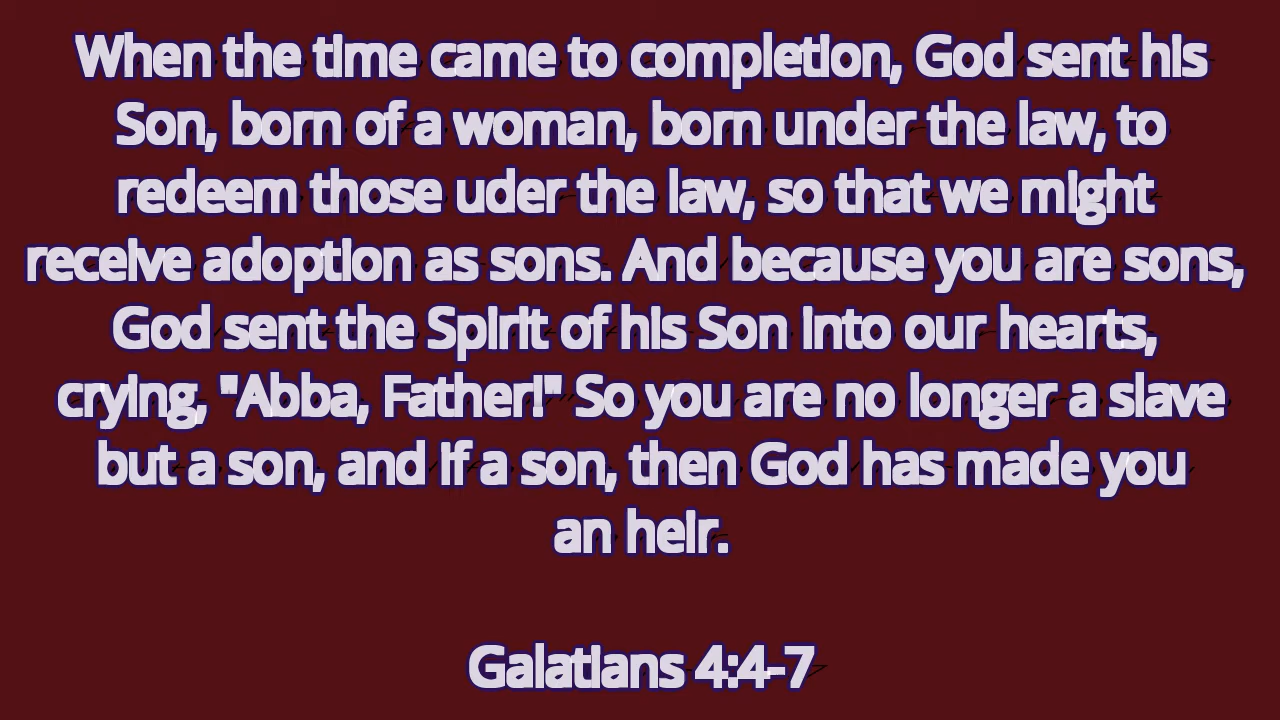 When the time came to completion, God sent his
Son, born of a woman, born under the law, to
redeem those uder the law, so that we might
receive adoption as sons. And because you are sons,
God sent the Spirit of his Son into our hearts,
crying, "Abba, Father!" So you are no longer a slave
but a son, and if a son, then God has made you
an heir.
Galatians 4:4-7